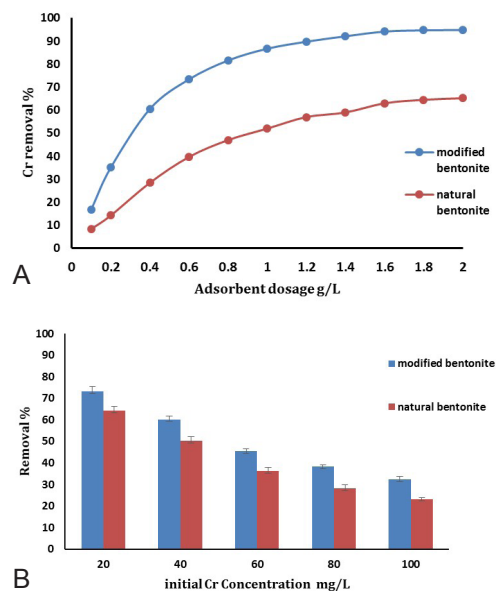 100
90
80
70
60
50
40
30
20
10
0
Cr removal %
modified
bentonite
natural
bentonite
0 0.2 0.4 0.6 0.8 1 1.2 1.4 1.6 1.8 2
Adsorbent dosage g/L
A
100
90
80
70
60
50
40
30
20
10
0
Removal %
modified bentonite
natural bentonite
20 40 60 80 100
initial Cr Concentration mg/L
B